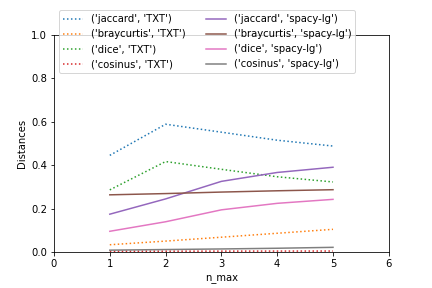 ('jaccard', 'TXT') ('jaccard', 'spacy-lg')
('braycurtis', 'TXT') ('braycurtis', 'spacy-lg')
('dice', 'TXT') ('dice', 'spacy-lg')
('cosinus', 'TXT') ('cosinus', 'spacy-lg')
1.0
0.8
0.6
0.4
0.2
0.0
Distances
0 1 2 3 4 5 6
n_max